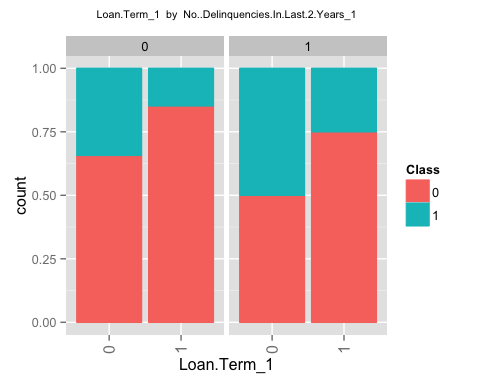 Loan.Term_1 by No..Delinquencies.In.Last.2.Years_1
0 1
1.00
0.75
0.50
0.25
0.00
count
0 1 0 1
Loan.Term_1
Class
0
1